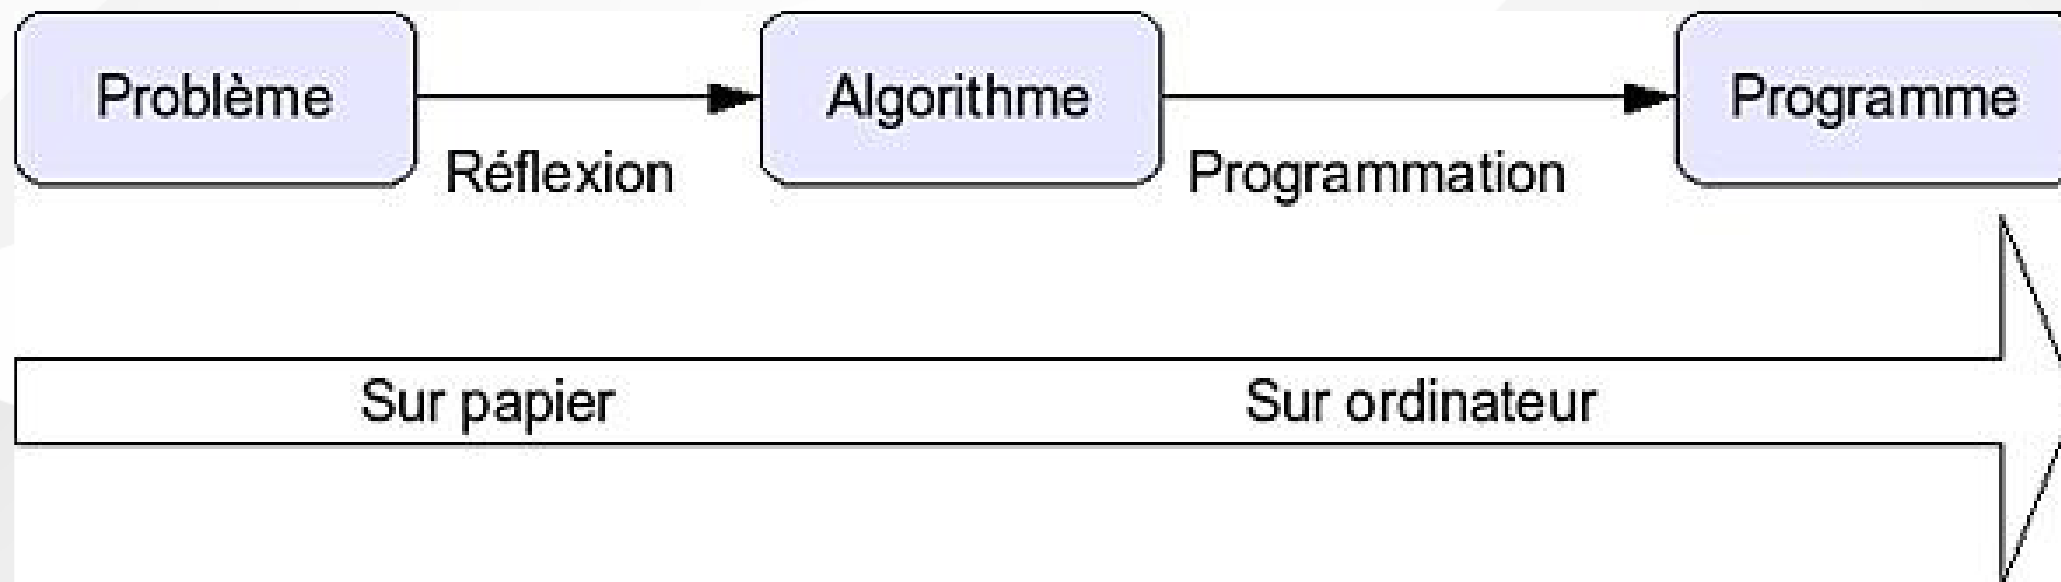 Problème
Algorithme
Programme
Réflexion
Programmation
Sur papier
Sur ordinateur